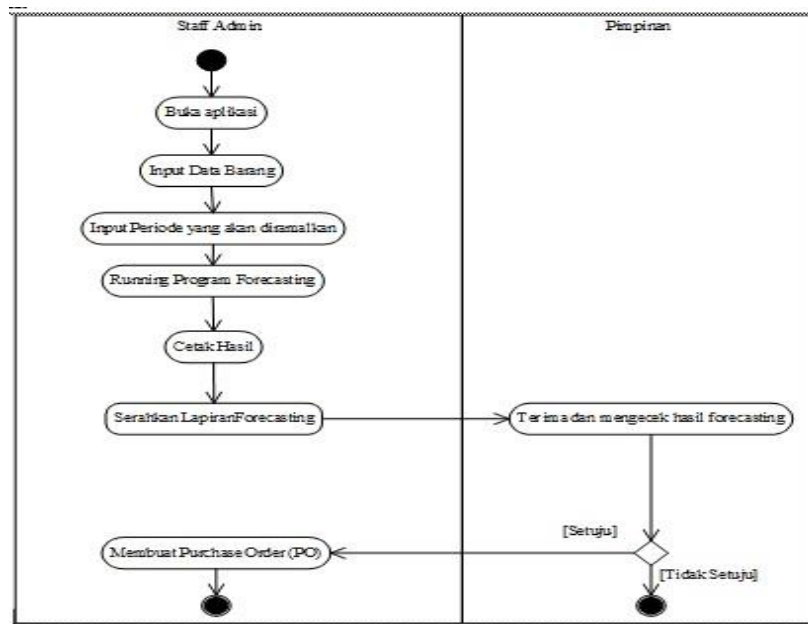 Staff Admin
Pimpinan
Buka aplikasi
Input Data Barang
Input Periode yang akan diramalkan
Running Program Forecasting
Cetak Hasil
Serahkan LapiranForecasting
Terima dan mengecek hasil forecasting
[Setuju]
Membuat Purchase Order (PO)
[Tidak Setuju]